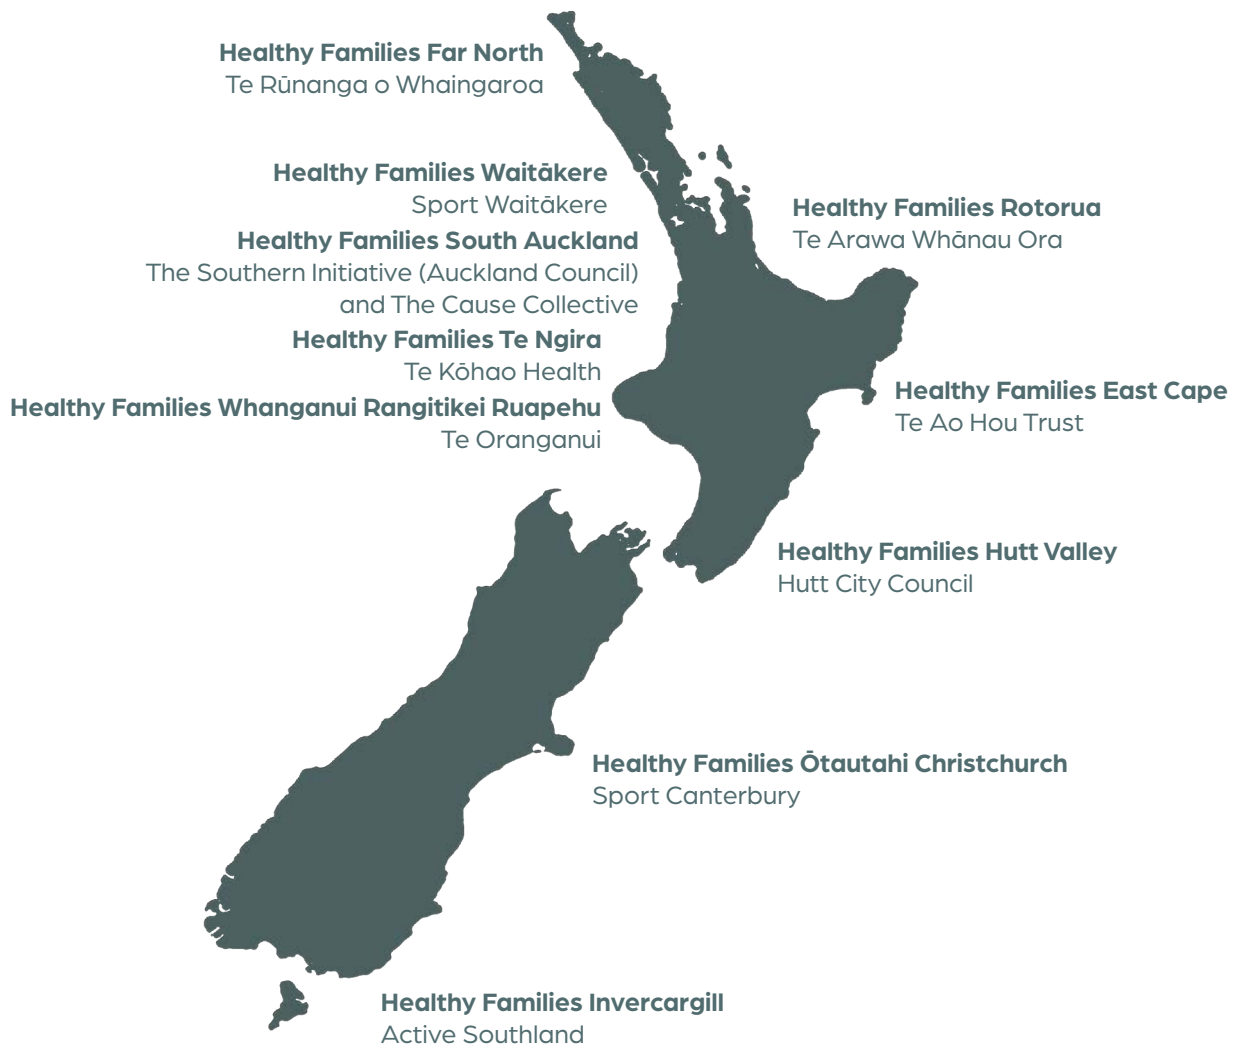 Healthy Families Far North
Te Rūnanga o Whaingaroa
Healthy Families Waitākere
Sport Waitākere
Healthy Families South Auckland
The Southern Initiative (Auckland Council)
and The Cause Collective
Healthy Families Te Ngira
Te Kōhao Health
Healthy Families Whanganui Rangitikei Ruapehu
Te Oranganui
Healthy Families Rotorua
Te Arawa Whānau Ora
Healthy Families East Cape
Te Ao Hou Trust
Healthy Families Hutt Valley
Hutt City Council
Healthy Families Ōtautahi Christchurch
Sport Canterbury
Healthy Families Invercargill
Active Southland